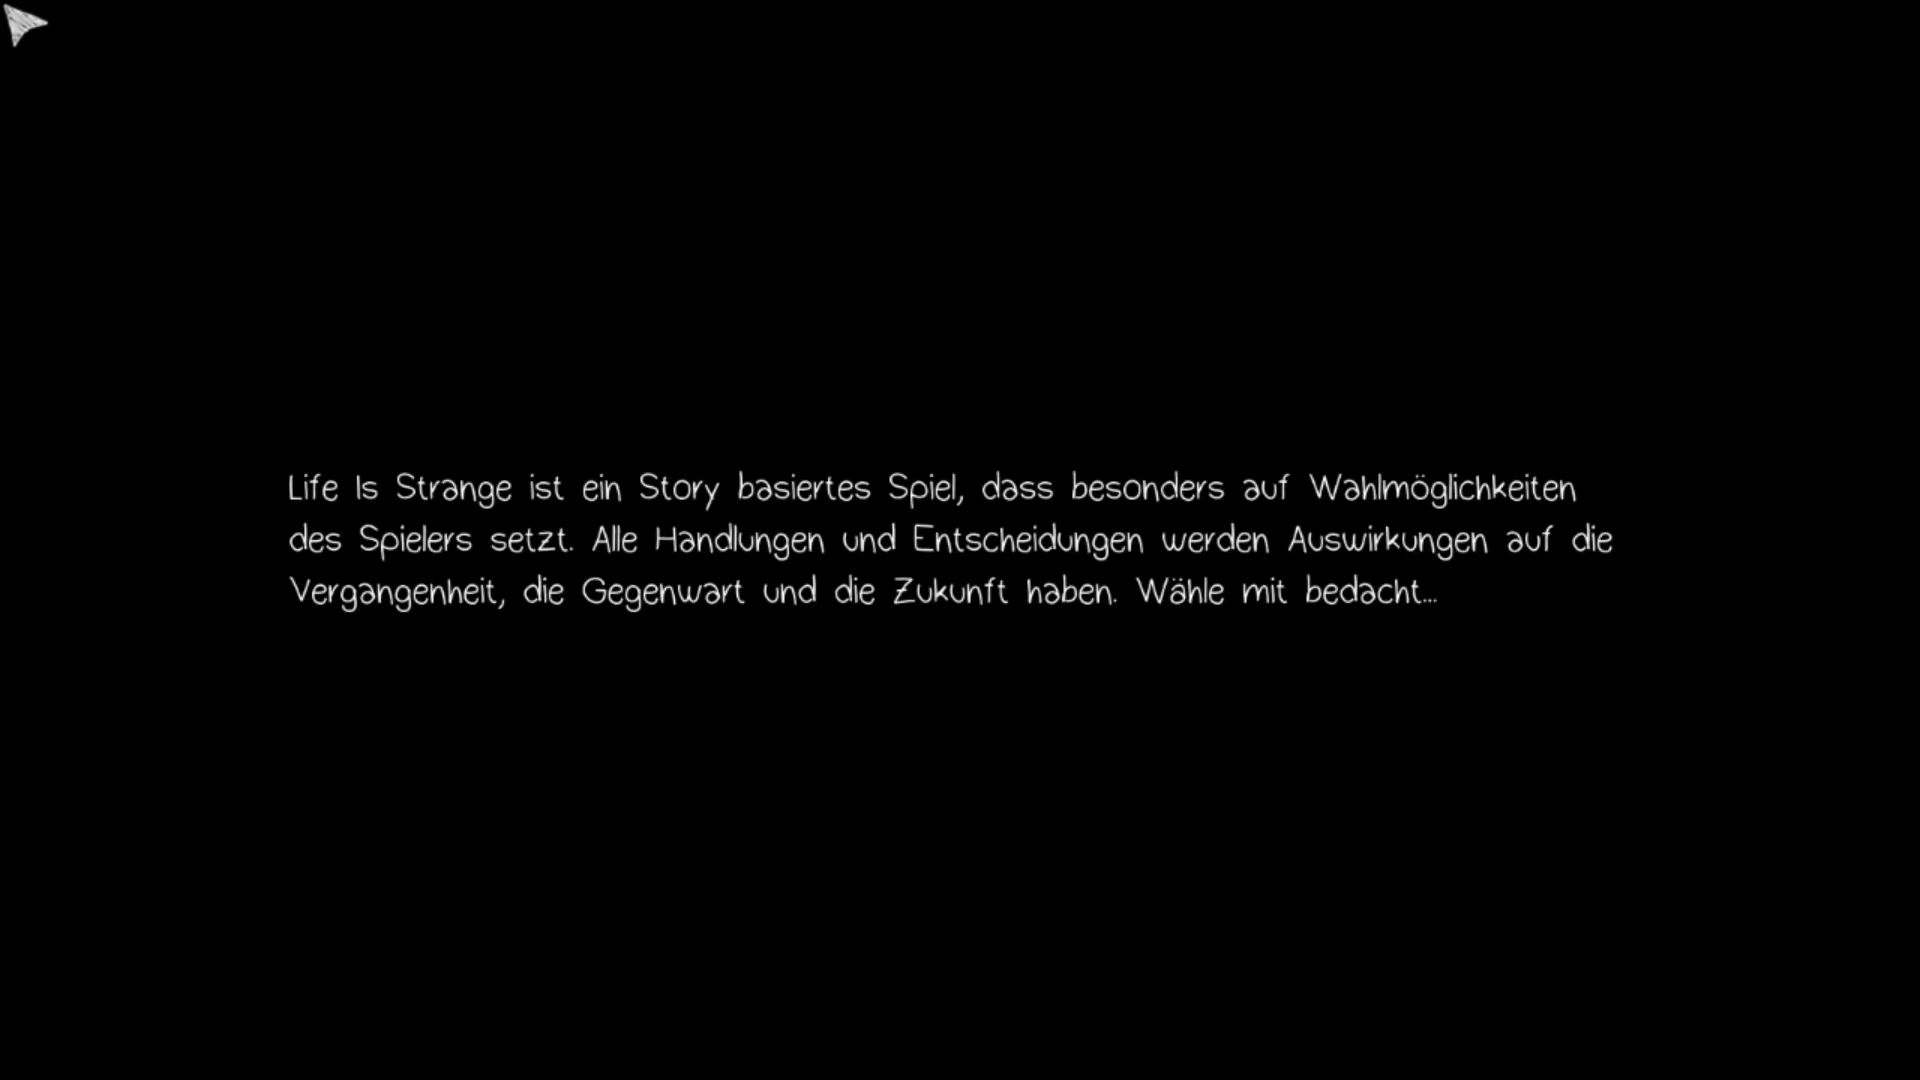 Life Is Strange ist ein Story basiertes Spiel, dass besonders auf Wahlmöglichkeiten
des Spielers setzt. Alle Handlungen und Entscheidungen werden Auswirkungen auf die
Vergangenheit, die Gegenwart und die Zukunft haben. Wähle mit bedacht...